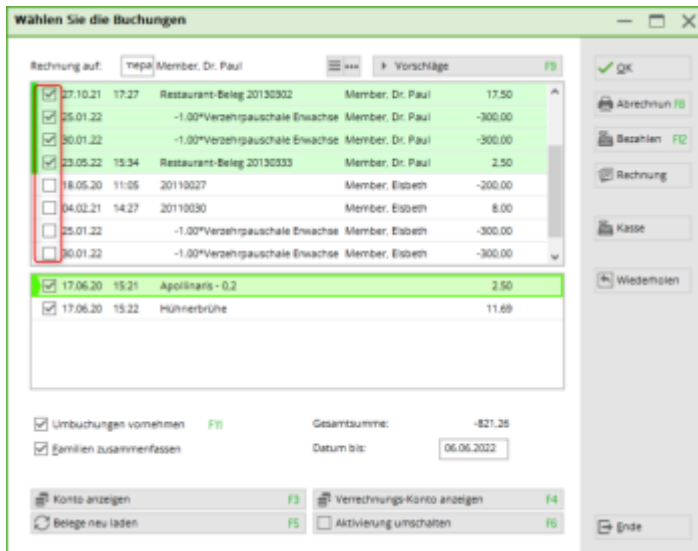 Wählen Sie die Buchungen
Rechnung auf: mepa Member, Dr. Paul Vorschläge F9
27.10.21 17:27 Restaurant-Beleg 20130302 Member, Dr. Paul 17,50
25.01.22 -1.00*Verzehrpauschale Erwachse Member, Dr. Paul -300,00
30.01.22 -1.00*Verzehrpauschale Erwachse Member, Dr. Paul -300,00
23.05.22 15:34 Restaurant-Beleg 20130333 Member, Dr. Paul 2,50
18.05.20 11:05 20110027 Member, Elsbeth -200,00
04.02.21 14:27 20110030 Member, Elsbeth 8,00
25.01.22 -1.00*Verzehrpauschale Erwachse Member, Elsbeth -300,00
30.01.22 -1.00*Verzehrpauschale Erwachse Member, Elsbeth -300,00
17.06.20 15:21 Apollinaris - 0,2 2,50
17.06.20 15:22 Hühnerbrühe 11,69
Umbuchungen vornehmen F11 Gesamtsumme: -821,26
Familien zusammenfassen Datum bis: 06.06.2022
Konto anzeigen F3 Verrechnungs-Konto anzeigen F4
Belege neu laden F5 Aktivierung umschalten F6
OK
Abrechnun F8
Bezahlen F12
Rechnung
Kasse
Wiederholen
Ende